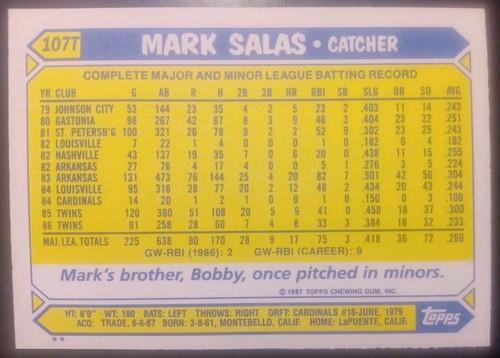 107T
MARK SALAS • CATCHER
COMPLETE MAJOR AND MINOR LEAGUE BATTING RECORD
YR CLUB G AB R H 2B 3B HR RBI SB SLG BB SO AVG
79 JOHNSON CITY 53 144 23 35 4 2 5 23 2 .403 11 14 .243
80 GASTONIA 98 267 42 67 8 3 9 46 3 .404 23 22 .251
81 ST. PETERSB'G 100 321 26 78 9 2 2 52 9 .302 23 25 .243
82 LOUISVILLE 7 22 1 4 0 0 0 1 0 .182 0 4 .182
82 NASHVILLE 43 137 19 35 7 0 6 20 0 .438 11 15 .255
82 ARKANSAS 27 76 4 17 4 0 0 5 1 .276 3 5 .224
83 ARKANSAS 131 473 76 144 25 4 20 82 7 .501 42 56 .304
84 LOUISVILLE 95 316 28 77 20 2 12 48 2 .434 20 43 .244
84 CARDINALS 14 20 1 2 1 0 0 1 0 .150 0 3 .100
85 TWINS 120 360 51 108 20 5 9 41 0 .458 18 37 .300
86 TWINS 91 258 28 60 7 4 8 33 3 .384 18 32 .233
MAJ. LEA. TOTALS 225 638 80 170 28 9 17 75 3 .418 36 72 .266
GW-RBI (1986): 2 GW-RBI (CAREER): 9
Mark's brother, Bobby, once pitched in minors.
©1987 TOPPS CHEWING GUM, INC.
HT: 6'0" WT: 180 BATS: LEFT THROWS: RIGHT DRFT: CARDINALS #18-JUNE, 1979
ACQ: TRADE, 6-6-87 BORN: 3-8-61, MONTEBELLO, CALIF. HOME: LaPUENTE, CALIF.
Topps
**